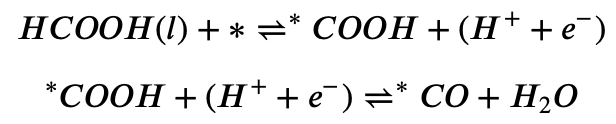 HCOOH(l) + * ⇌ *COOH + (H⁺ + e⁻)
*COOH + (H⁺ + e⁻) ⇌ *CO + H₂O